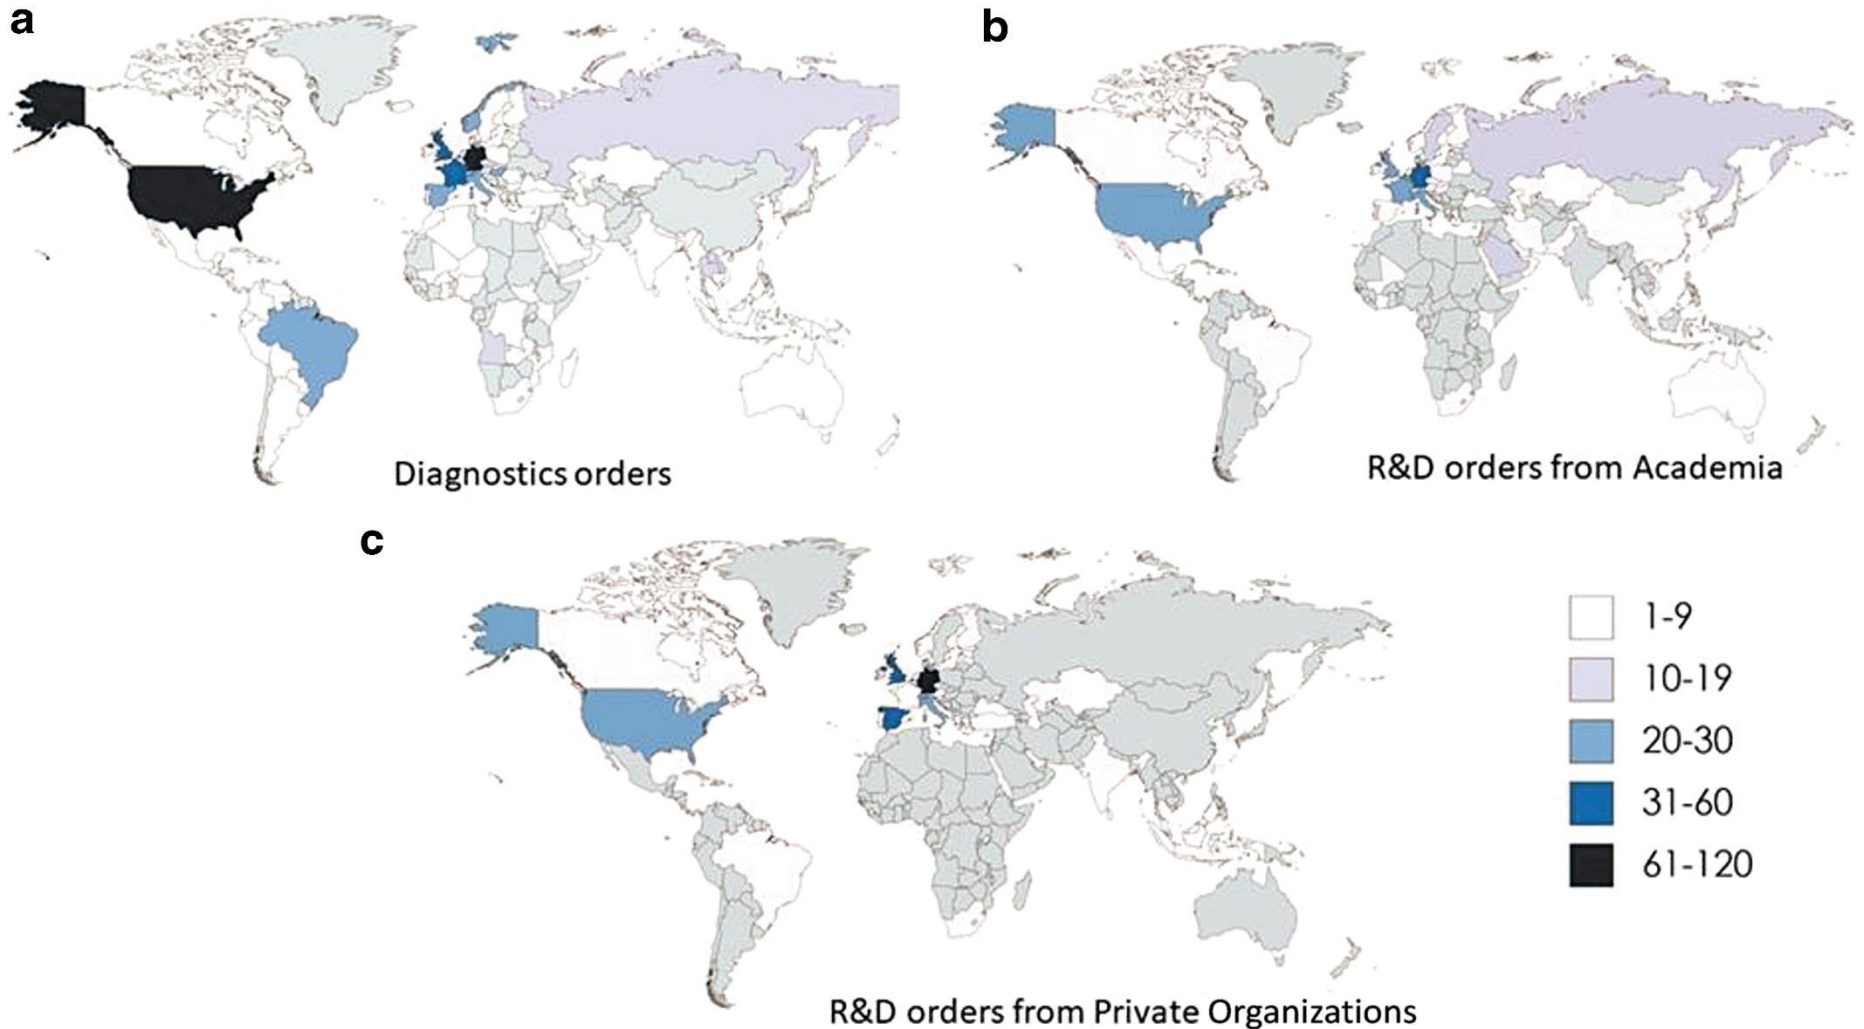 a
b
Diagnostics orders
R&D orders from Academia
c
1-9
10-19
20-30
31-60
61-120
R&D orders from Private Organizations